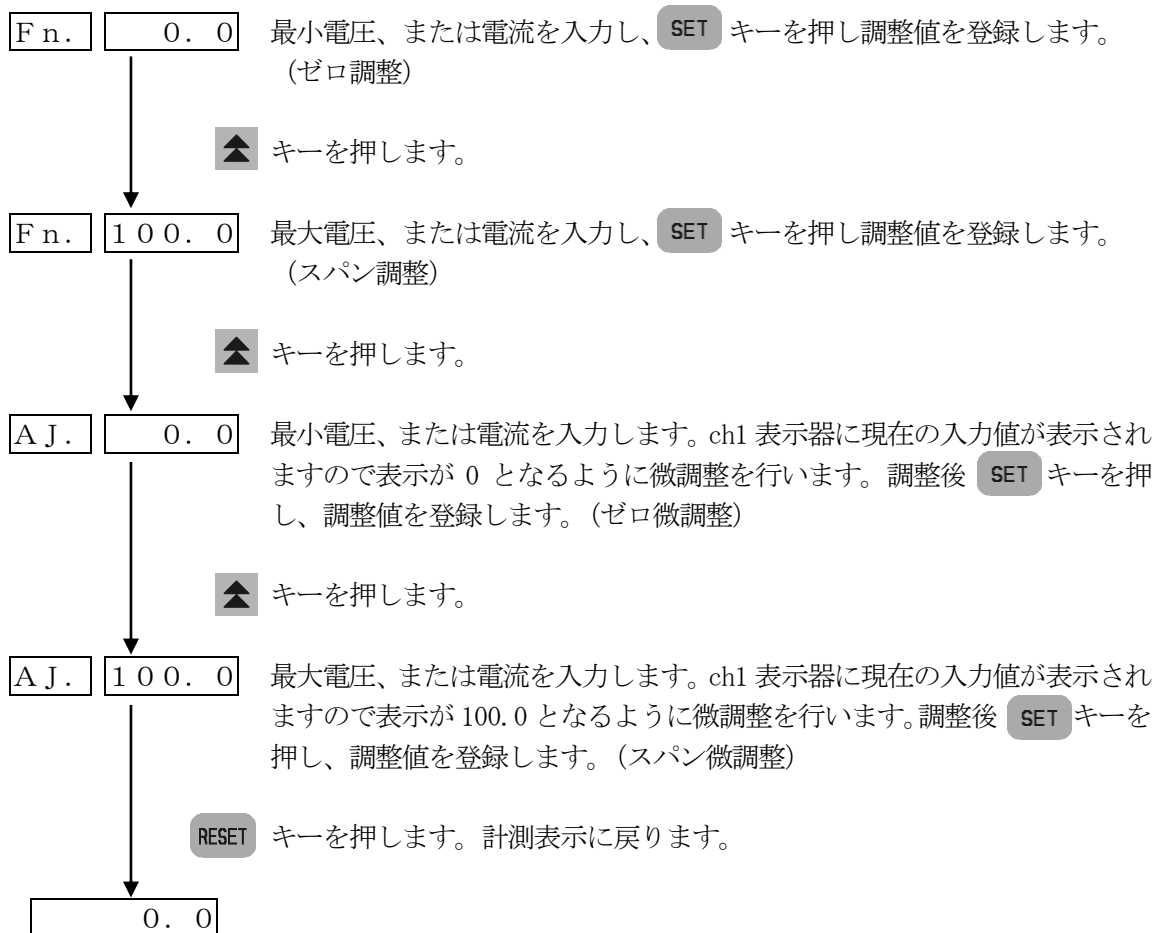 Ｆｎ. 0. 0 最小電圧、または電流を入力し、 SET キーを押し調整値を登録します。
(ゼロ調整)
キーを押します。
Ｆｎ. １００. 0 最大電圧、または電流を入力し、 SET キーを押し調整値を登録します。
(スパン調整)
キーを押します。
ＡＪ. 0. 0 最小電圧、または電流を入力します。ch1 表示器に現在の入力値が表示され
ますので表示が 0 となるように微調整を行います。調整後 SET キーを押
し、調整値を登録します。(ゼロ微調整)
キーを押します。
ＡＪ. １００. 0 最大電圧、または電流を入力します。ch1 表示器に現在の入力値が表示され
ますので表示が 100.0 となるように微調整を行います。調整後 SET キーを
押し、調整値を登録します。(スパン微調整)
RESET キーを押します。計測表示に戻ります。
0. 0